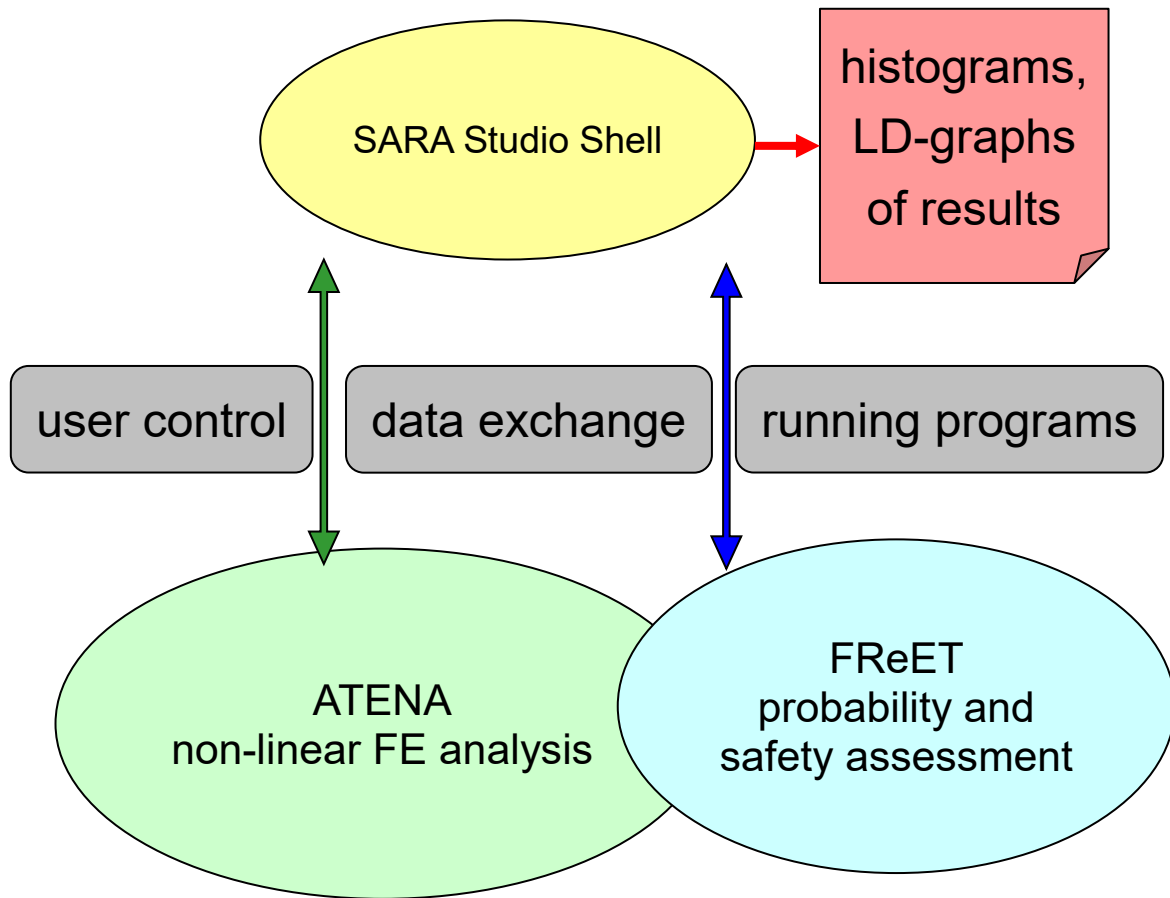 SARA Studio Shell
histograms,
LD-graphs
of results
user control
data exchange
running programs
ATENA
non-linear FE analysis
FReET
probability and
safety assessment